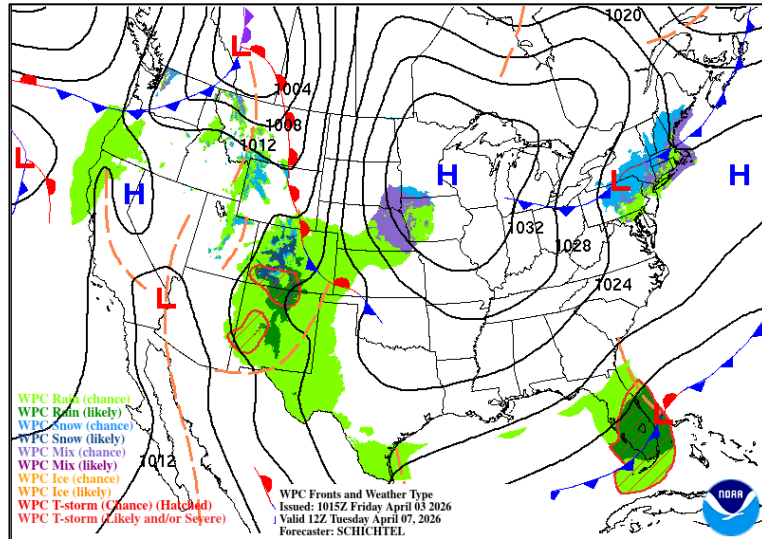 1020
L
1004
1008
1012
L
H
H
L
H
1032
1028
1024
L
L
WPC Rain (chance)
WPC Rain (likely)
WPC Snow (chance)
WPC Snow (likely)
WPC Mix (chance)
WPC Mix (likely)
WPC Ice (chance)
WPC Ice (likely)
WPC T-storm (Chance) (Hatched)
WPC T-storm (Likely and/or Severe)
1012
WPC Fronts and Weather Type
Issued: 1015Z Friday April 03 2026
Valid 12Z Tuesday April 07, 2026
Forecaster: SCHICHTEL
NOAA